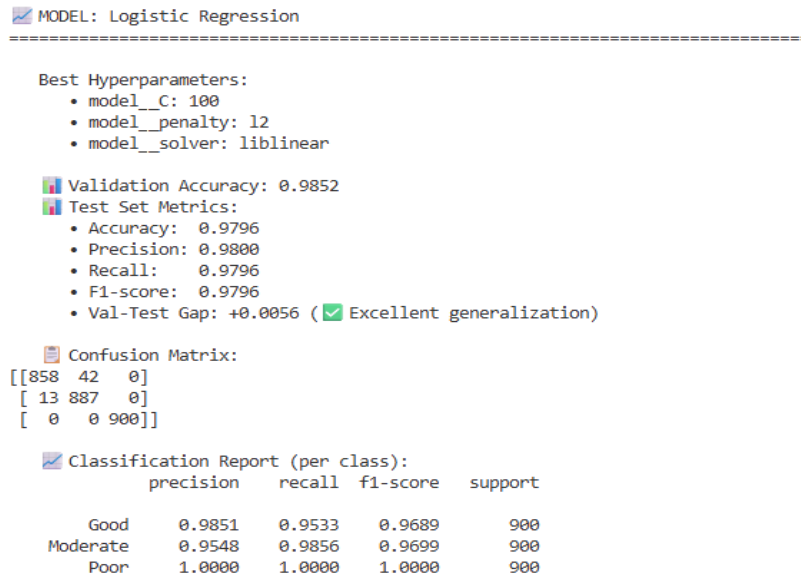 📈 MODEL: Logistic Regression
================================================================================
Best Hyperparameters:
• model__C: 100
• model__penalty: l2
• model__solver: liblinear
📊 Validation Accuracy: 0.9852
📊 Test Set Metrics:
• Accuracy: 0.9796
• Precision: 0.9800
• Recall: 0.9796
• F1-score: 0.9796
• Val-Test Gap: +0.0056 (✅ Excellent generalization)
📋 Confusion Matrix:
[[858 42 0]
[ 13 887 0]
[ 0 0 900]]
📈 Classification Report (per class):
precision recall f1-score support
Good 0.9851 0.9533 0.9689 900
Moderate 0.9548 0.9856 0.9699 900
Poor 1.0000 1.0000 1.0000 900